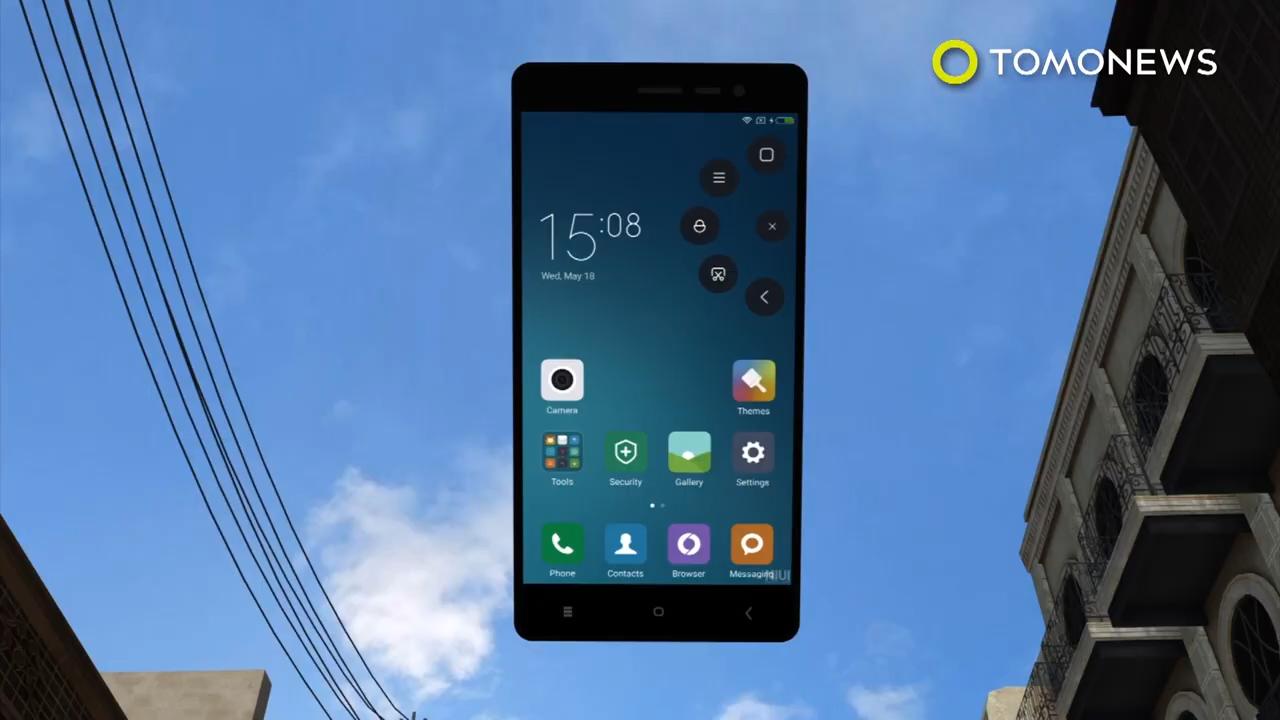 TOMONEWS
15:08
Wed, May 18
Camera
Themes
Tools
Security
Gallery
Settings
Phone
Contacts
Browser
Messaging